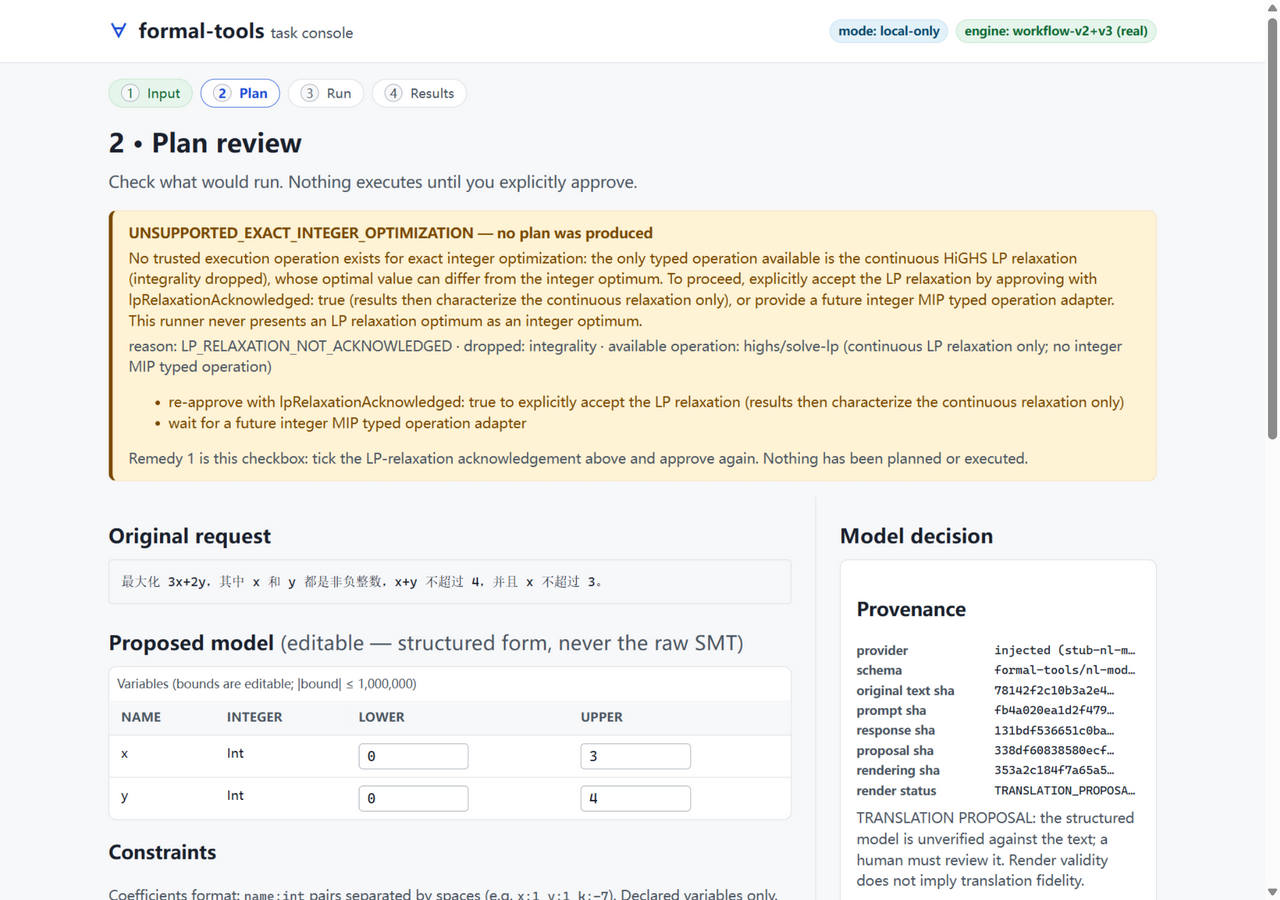 ∀ formal-tools task console
mode: local-only
engine: workflow-v2+v3 (real)
1 Input
2 Plan
3 Run
4 Results
2 • Plan review
Check what would run. Nothing executes until you explicitly approve.
UNSUPPORTED_EXACT_INTEGER_OPTIMIZATION — no plan was produced
No trusted execution operation exists for exact integer optimization: the only typed operation available is the continuous HiGHS LP relaxation
(integrality dropped), whose optimal value can differ from the integer optimum. To proceed, explicitly accept the LP relaxation by approving with
lpRelaxationAcknowledged: true (results then characterize the continuous relaxation only), or provide a future integer MIP typed operation adapter.
This runner never presents an LP relaxation optimum as an integer optimum.
reason: LP_RELAXATION_NOT_ACKNOWLEDGED · dropped: integrality · available operation: highs/solve-lp (continuous LP relaxation only; no integer
MIP typed operation)
• re-approve with lpRelaxationAcknowledged: true to explicitly accept the LP relaxation (results then characterize the continuous relaxation only)
• wait for a future integer MIP typed operation adapter
Remedy 1 is this checkbox: tick the LP-relaxation acknowledgement above and approve again. Nothing has been planned or executed.
Original request
最大化 3x+2y，其中 x 和 y 都是非负整数，x+y 不超过 4，并且 x 不超过 3。
Proposed model (editable — structured form, never the raw SMT)
Variables (bounds are editable; |bound| ≤ 1,000,000)
NAME INTEGER LOWER UPPER
x Int 0 3
y Int 0 4
Constraints
Coefficients format: name:int pairs separated by spaces (e.g. x:1 y:1 k:-7). Declared variables only.
Model decision
Provenance
provider injected (stub-nl-m…
schema formal-tools/nl-mod…
original text sha 78142f2c10b3a2e4…
prompt sha fb4a020ea1d2f479…
response sha 131bdf536651c0ba…
proposal sha 338df60838580ecf…
rendering sha 353a2c184f7a65a5…
render status TRANSLATION_PROPOSA…
TRANSLATION PROPOSAL: the structured
model is unverified against the text; a
human must review it. Render validity
does not imply translation fidelity.